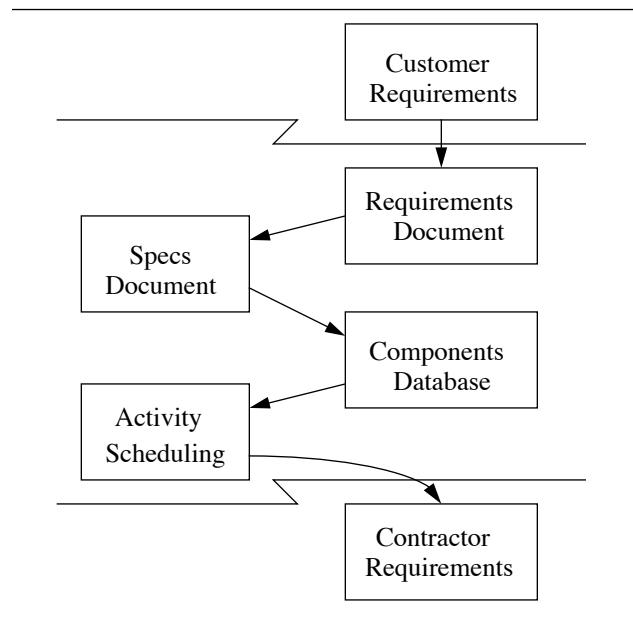 Customer
Requirements
Requirements
Document
Specs
Document
Components
Database
Activity
Scheduling
Contractor
Requirements